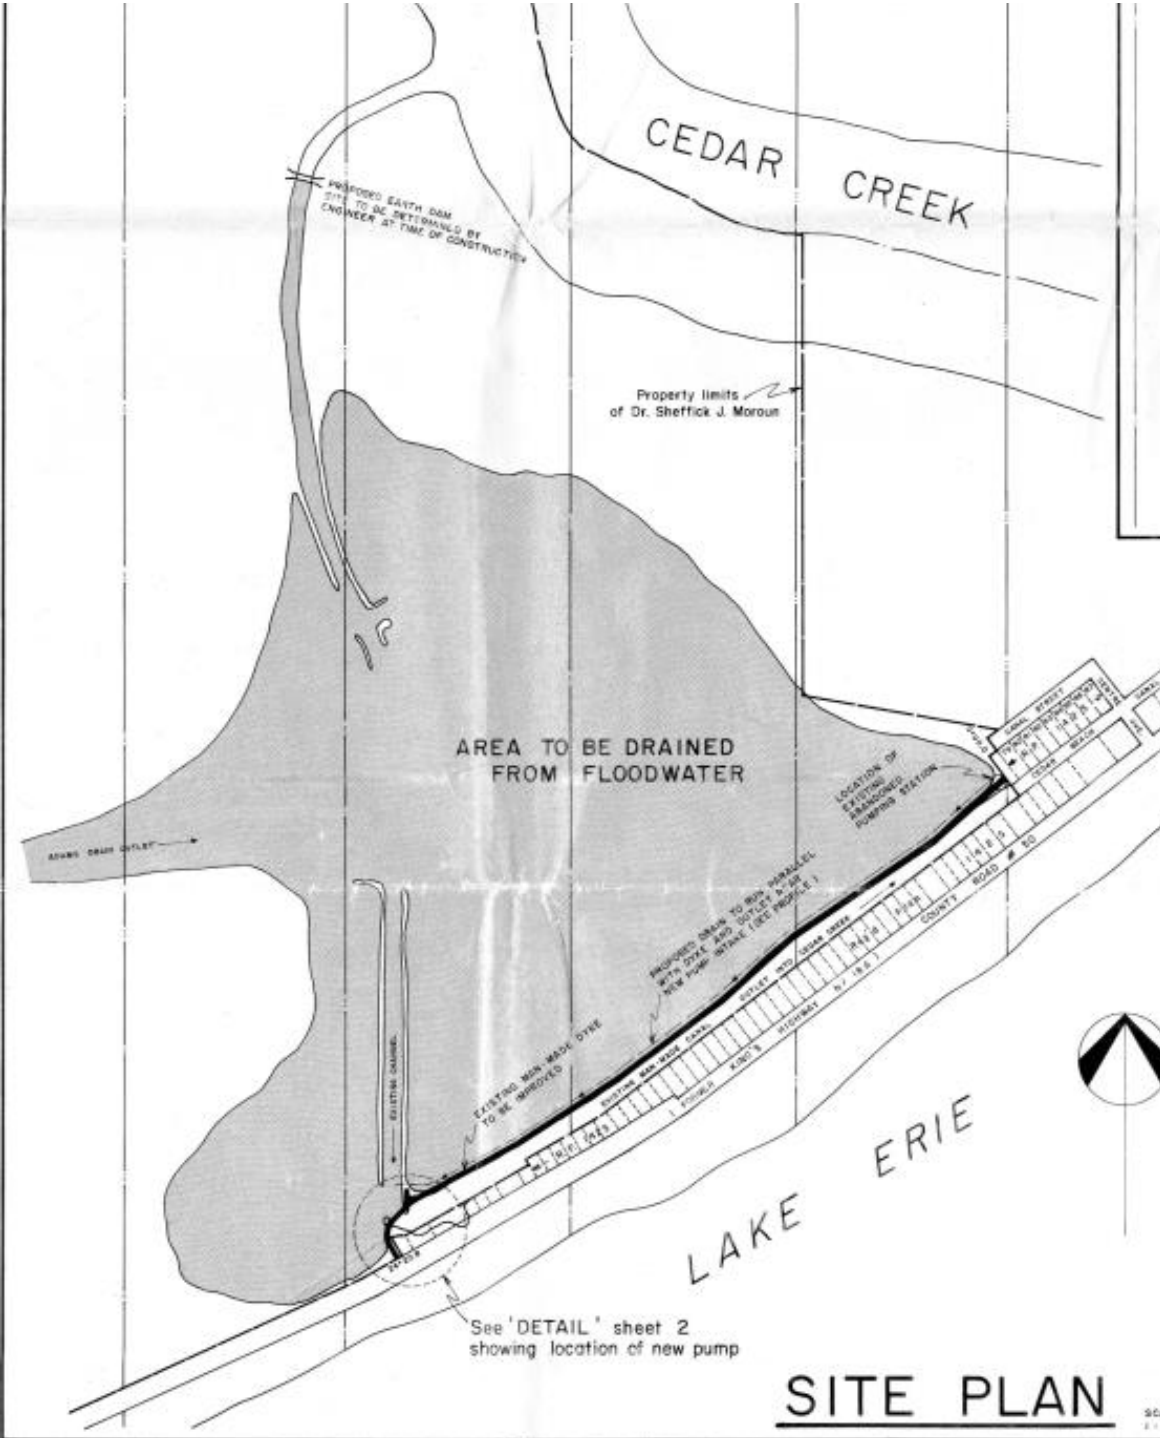 CEDAR CREEK
PROPOSED EARTH DAM
SITE TO BE DETERMINED BY
ENGINEER AT TIME OF CONSTRUCTION
Property limits
of Dr. Sheffick J. Moroun
CANAL STREET
CEDAR BEACH
AREA TO BE DRAINED
FROM FLOODWATER
LOCATION OF
EXISTING
ABANDONED
PUMPING STATION
DRAIN OUTLET
PROPOSED DRAIN TO RUN PARALLEL
WITH DYKE AND OUTLET NEAR
NEW PUMP INTAKE (SEE PROFILE)
EXISTING MAN-MADE DYKE
TO BE IMPROVED
EXISTING CHANNEL
EXISTING MAN-MADE CANAL
OUTLET INTO CEDAR CREEK
COUNTY ROAD # 50
KING'S HIGHWAY
LAKE ERIE
See 'DETAIL' sheet 2
showing location of new pump
SITE PLAN